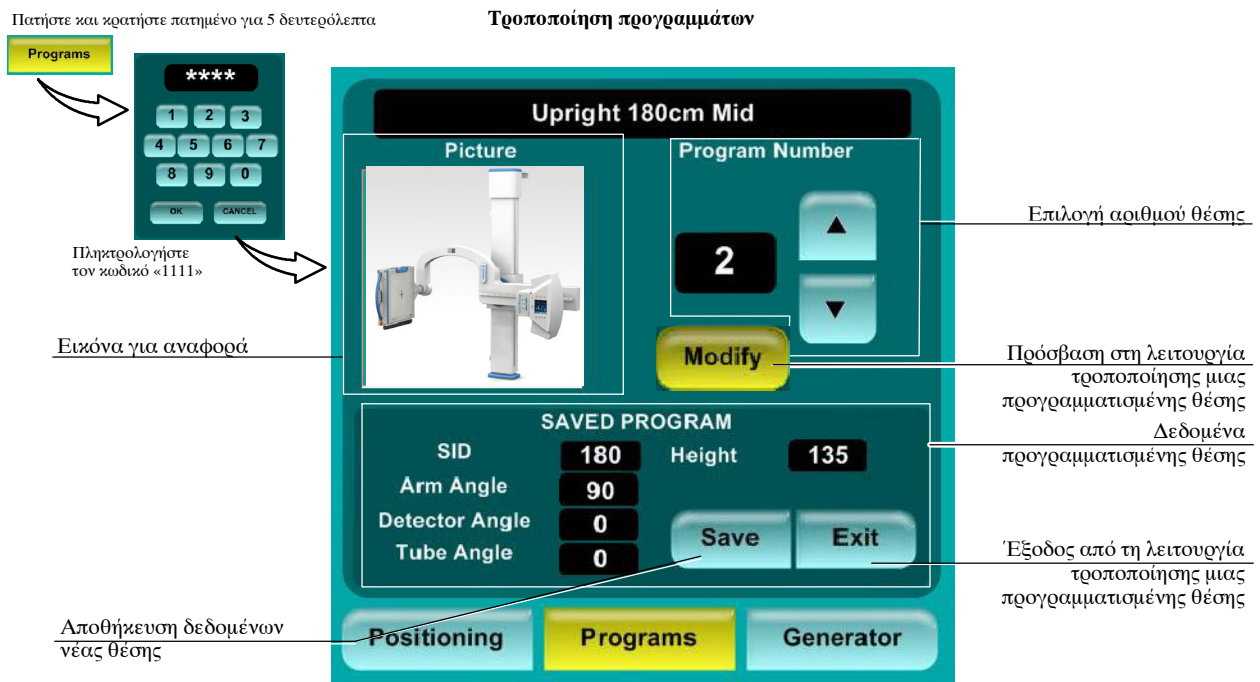 Πατήστε και κρατήστε πατημένο για 5 δευτερόλεπτα
Τροποποίηση προγραμμάτων
Programs
****
1 2 3
4 5 6 7
8 9 0
OK CANCEL
Πληκτρολογήστε
τον κωδικό «1111»
Upright 180cm Mid
Picture
Program Number
2
▲
▼
Modify
Επιλογή αριθμού θέσης
Εικόνα για αναφορά
Πρόσβαση στη λειτουργία
τροποποίησης μιας
προγραμματισμένης θέσης
Δεδομένα
προγραμματισμένης θέσης
SAVED PROGRAM
SID 180 Height 135
Arm Angle 90
Detector Angle 0
Tube Angle 0
Save Exit
Έξοδος από τη λειτουργία
τροποποίησης μιας
προγραμματισμένης θέσης
Αποθήκευση δεδομένων
νέας θέσης
Positioning Programs Generator